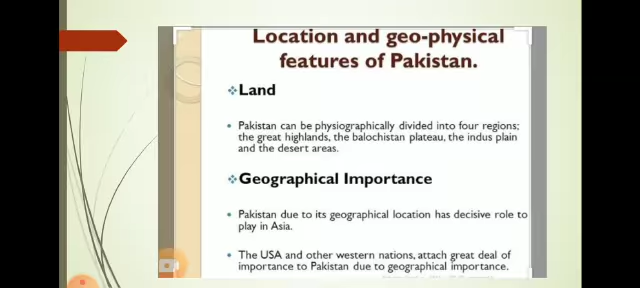 Location and geo-physical
features of Pakistan.
❖Land
• Pakistan can be physiographically divided into four regions;
the great highlands, the balochistan plateau, the indus plain
and the desert areas.
❖Geographical Importance
• Pakistan due to its geographical location has decisive role to
play in Asia.
• The USA and other western nations, attach great deal of
importance to Pakistan due to geographical importance.